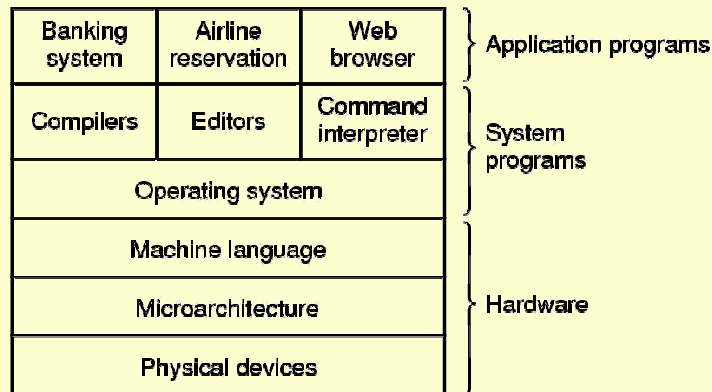 Banking system
Airline reservation
Web browser
Application programs
Compilers
Editors
Command interpreter
System programs
Operating system
Machine language
Microarchitecture
Hardware
Physical devices